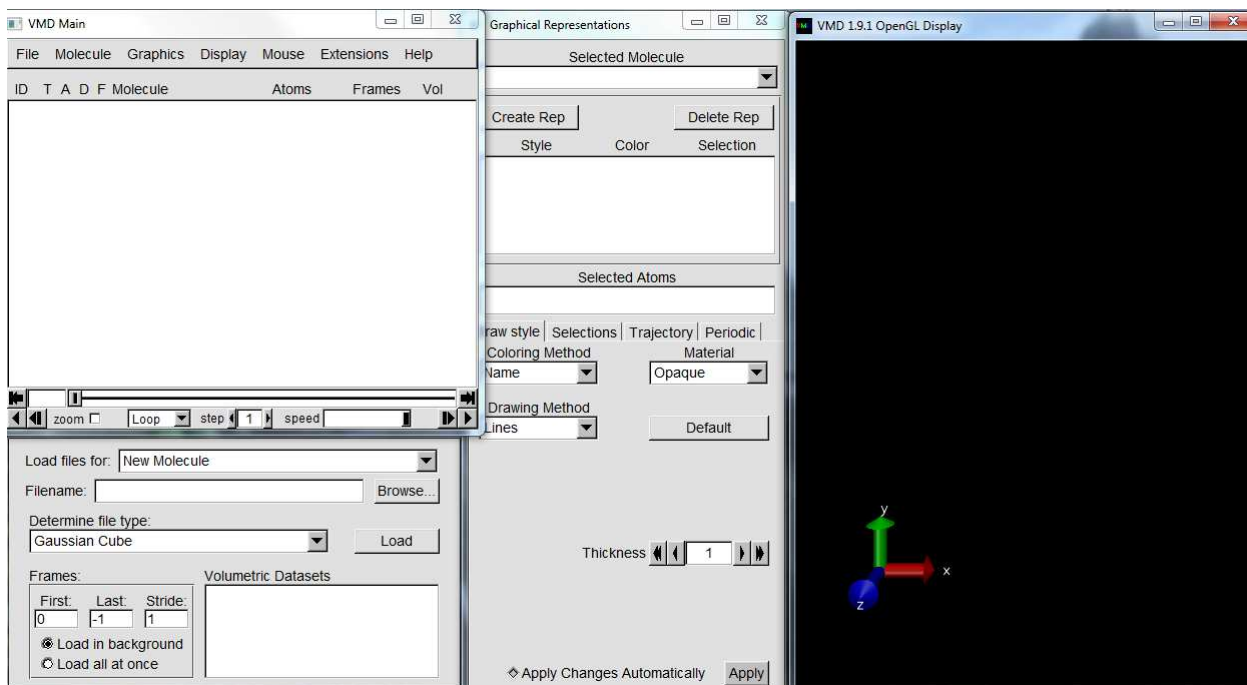 VMD Main
File Molecule Graphics Display Mouse Extensions Help
ID T A D F Molecule Atoms Frames Vol
zoom Loop step 1 speed
Load files for: New Molecule
Filename: Browse...
Determine file type:
Gaussian Cube Load
Frames: Volumetric Datasets
First: Last: Stride:
0 -1 1
Load in background
Load all at once
Graphical Representations
Selected Molecule
Create Rep Delete Rep
Style Color Selection
Selected Atoms
raw style Selections Trajectory Periodic
Coloring Method Material
Name Opaque
Drawing Method
Lines Default
Thickness 1
Apply Changes Automatically Apply
VMD 1.9.1 OpenGL Display
y
x
z